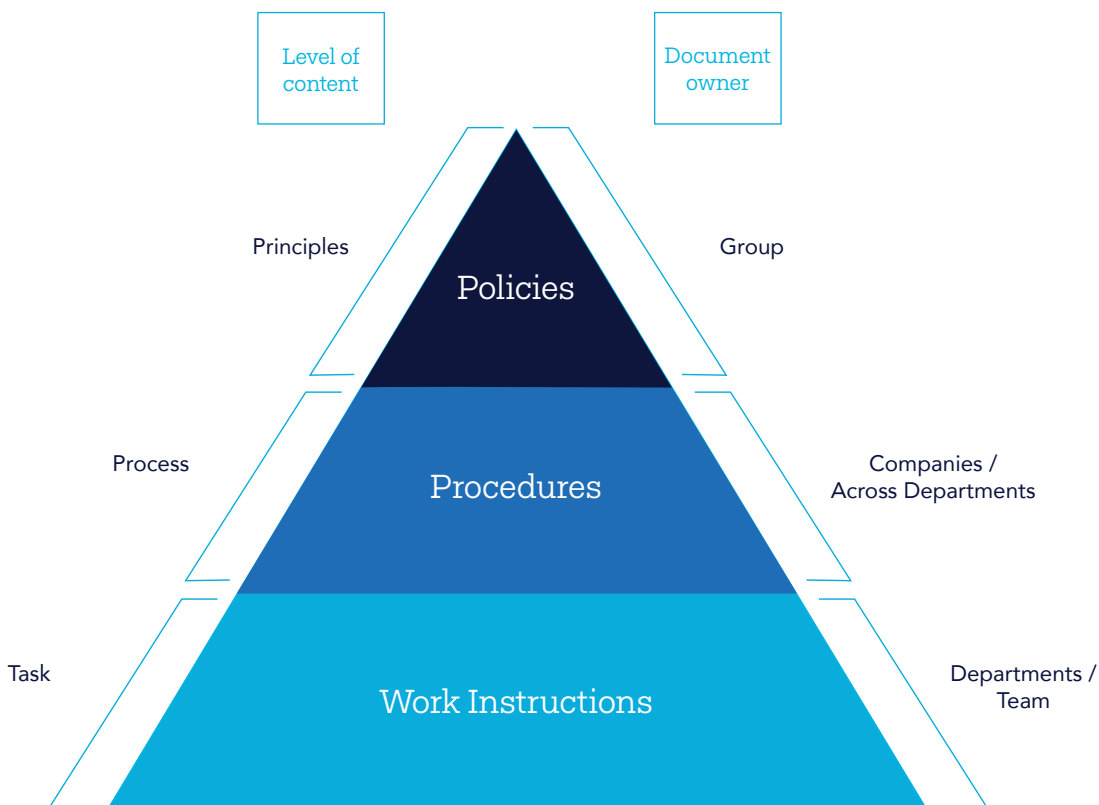 Level of
content
Document
owner
Principles
Group
Policies
Process
Procedures
Companies /
Across Departments
Task
Work Instructions
Departments /
Team